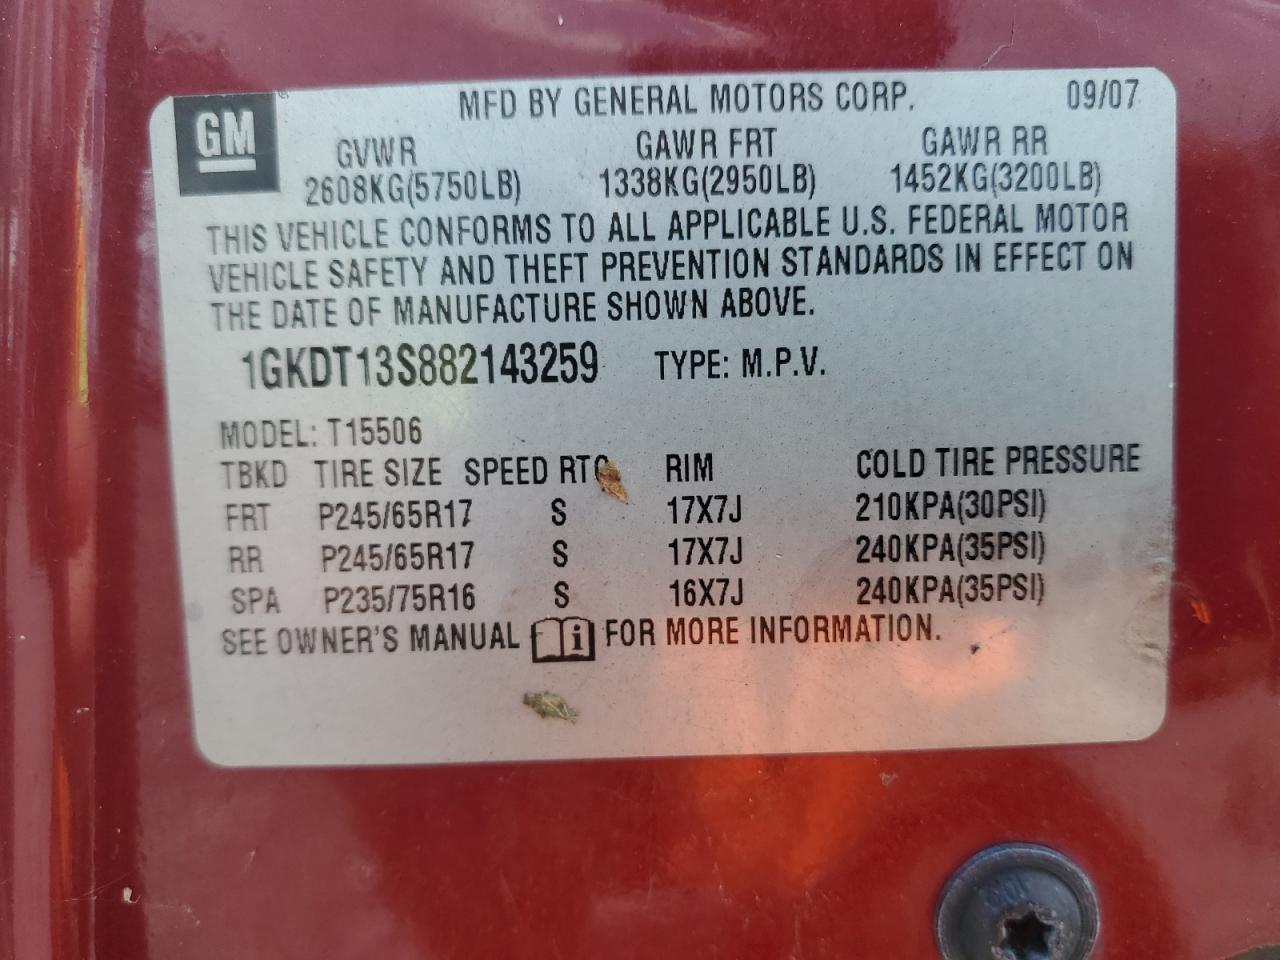 MFD BY GENERAL MOTORS CORP. 09/07
GM
GVWR GAWR FRT GAWR RR
2608KG(5750LB) 1338KG(2950LB) 1452KG(3200LB)
THIS VEHICLE CONFORMS TO ALL APPLICABLE U.S. FEDERAL MOTOR
VEHICLE SAFETY AND THEFT PREVENTION STANDARDS IN EFFECT ON
THE DATE OF MANUFACTURE SHOWN ABOVE.
1GKDT13S882143259 TYPE: M.P.V.
MODEL: T15506
TBKD TIRE SIZE SPEED RTG RIM COLD TIRE PRESSURE
FRT P245/65R17 S 17X7J 210KPA(30PSI)
RR P245/65R17 S 17X7J 240KPA(35PSI)
SPA P235/75R16 S 16X7J 240KPA(35PSI)
SEE OWNER'S MANUAL i FOR MORE INFORMATION.